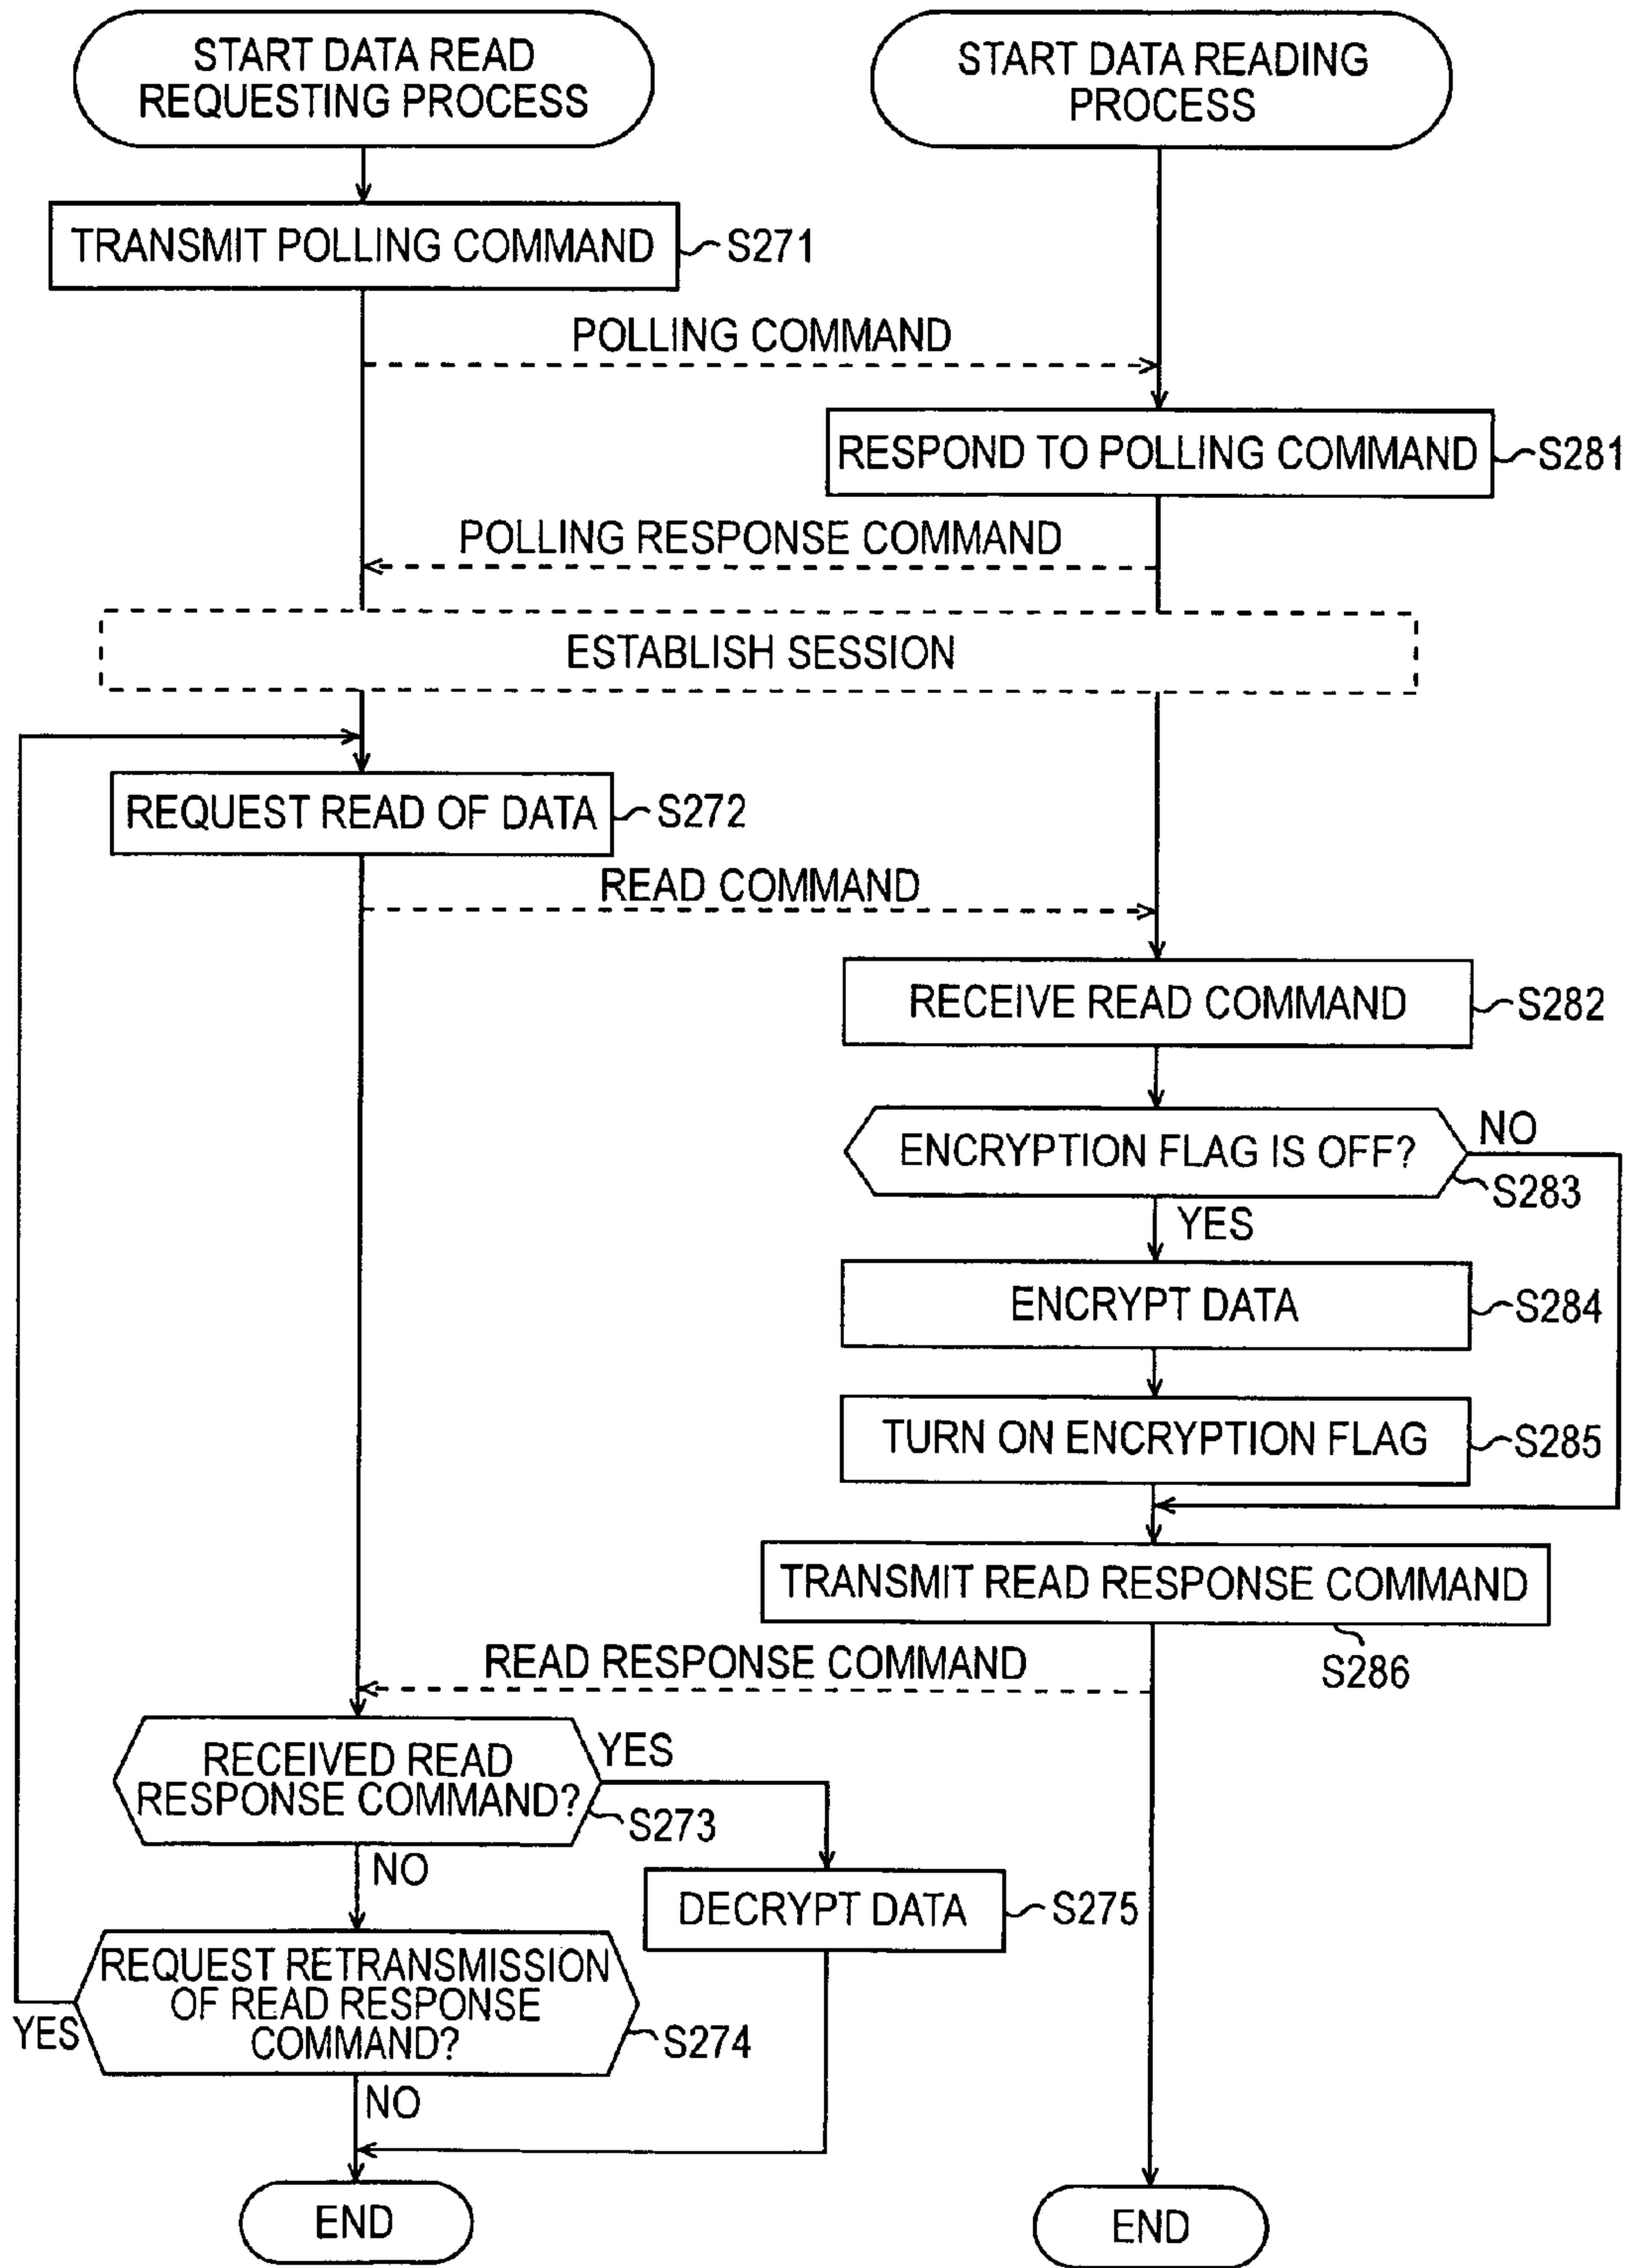 START DATA READ
REQUESTING PROCESS
START DATA READING
PROCESS
TRANSMIT POLLING COMMAND
S271
POLLING COMMAND
RESPOND TO POLLING COMMAND
S281
POLLING RESPONSE COMMAND
ESTABLISH SESSION
REQUEST READ OF DATA
S272
READ COMMAND
RECEIVE READ COMMAND
S282
ENCRYPTION FLAG IS OFF?
NO
S283
YES
ENCRYPT DATA
S284
TURN ON ENCRYPTION FLAG
S285
TRANSMIT READ RESPONSE COMMAND
S286
READ RESPONSE COMMAND
RECEIVED READ
RESPONSE COMMAND?
YES
S273
NO
DECRYPT DATA
S275
REQUEST RETRANSMISSION
OF READ RESPONSE
COMMAND?
YES
S274
NO
END
END